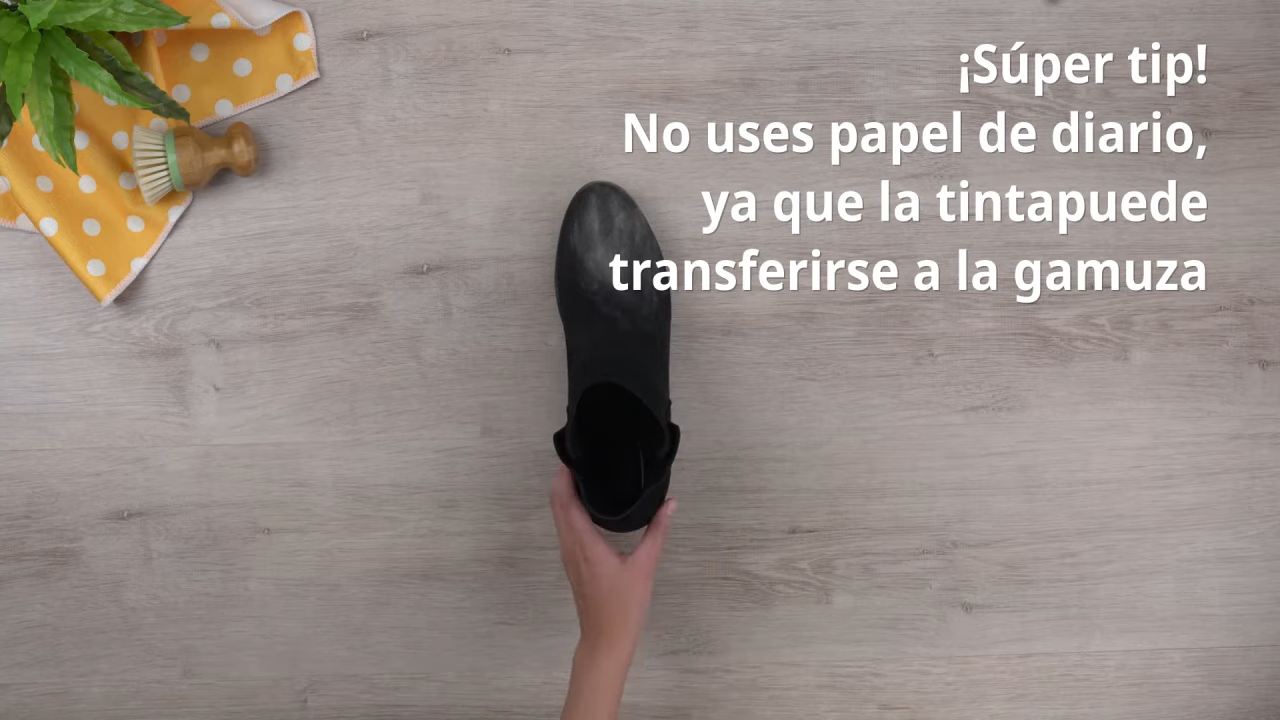 ¡Súper tip!
No uses papel de diario,
ya que la tintapuede
transferirse a la gamuza